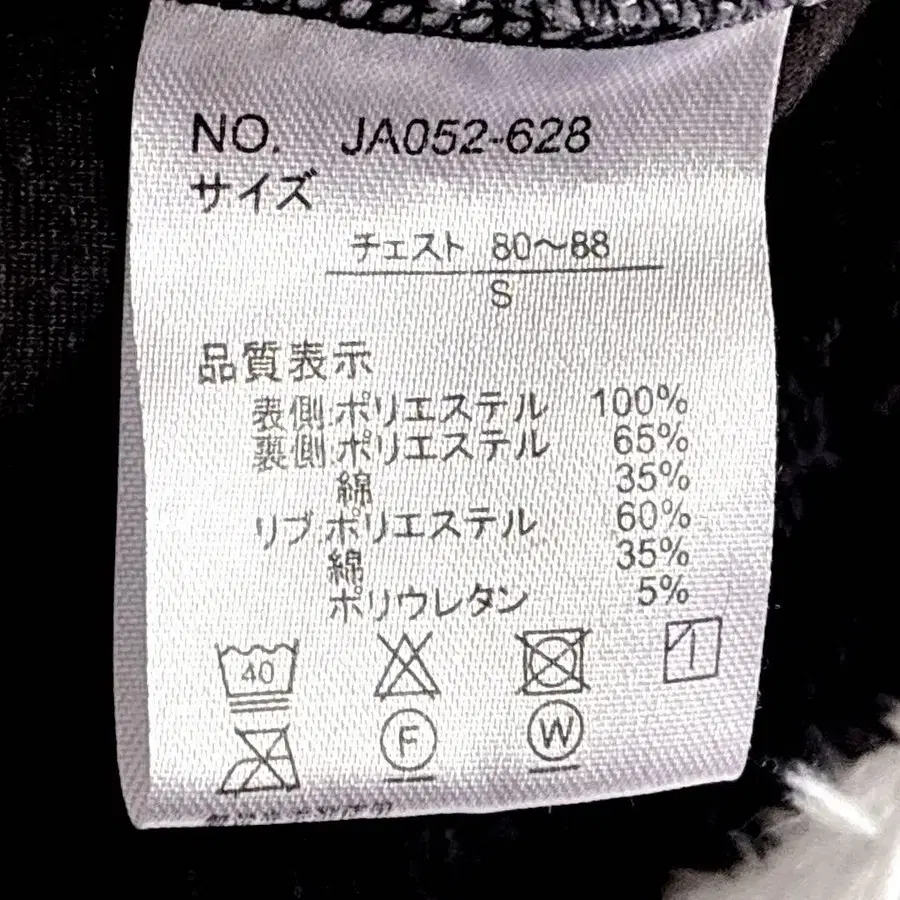 NO. JA052-628
サイズ
チェスト 80～88
S
品質表示
表側:ポリエステル 100%
裏側:ポリエステル 65%
綿 35%
リブ:ポリエステル 60%
綿 35%
ポリウレタン 5%
40
F W